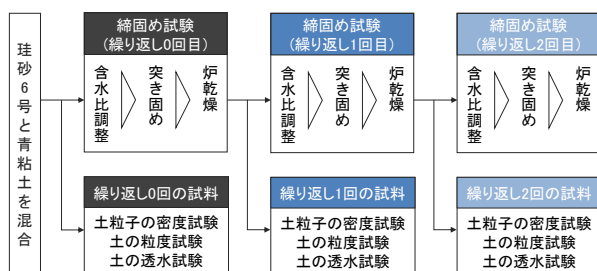 珪砂6号と青粘土を混合
締固め試験
(繰り返し0回目)
含水比調整
突き固め
炉乾燥
締固め試験
(繰り返し1回目)
含水比調整
突き固め
炉乾燥
締固め試験
(繰り返し2回目)
含水比調整
突き固め
炉乾燥
繰り返し0回の試料
土粒子の密度試験
土の粒度試験
土の透水試験
繰り返し1回の試料
土粒子の密度試験
土の粒度試験
土の透水試験
繰り返し2回の試料
土粒子の密度試験
土の粒度試験
土の透水試験